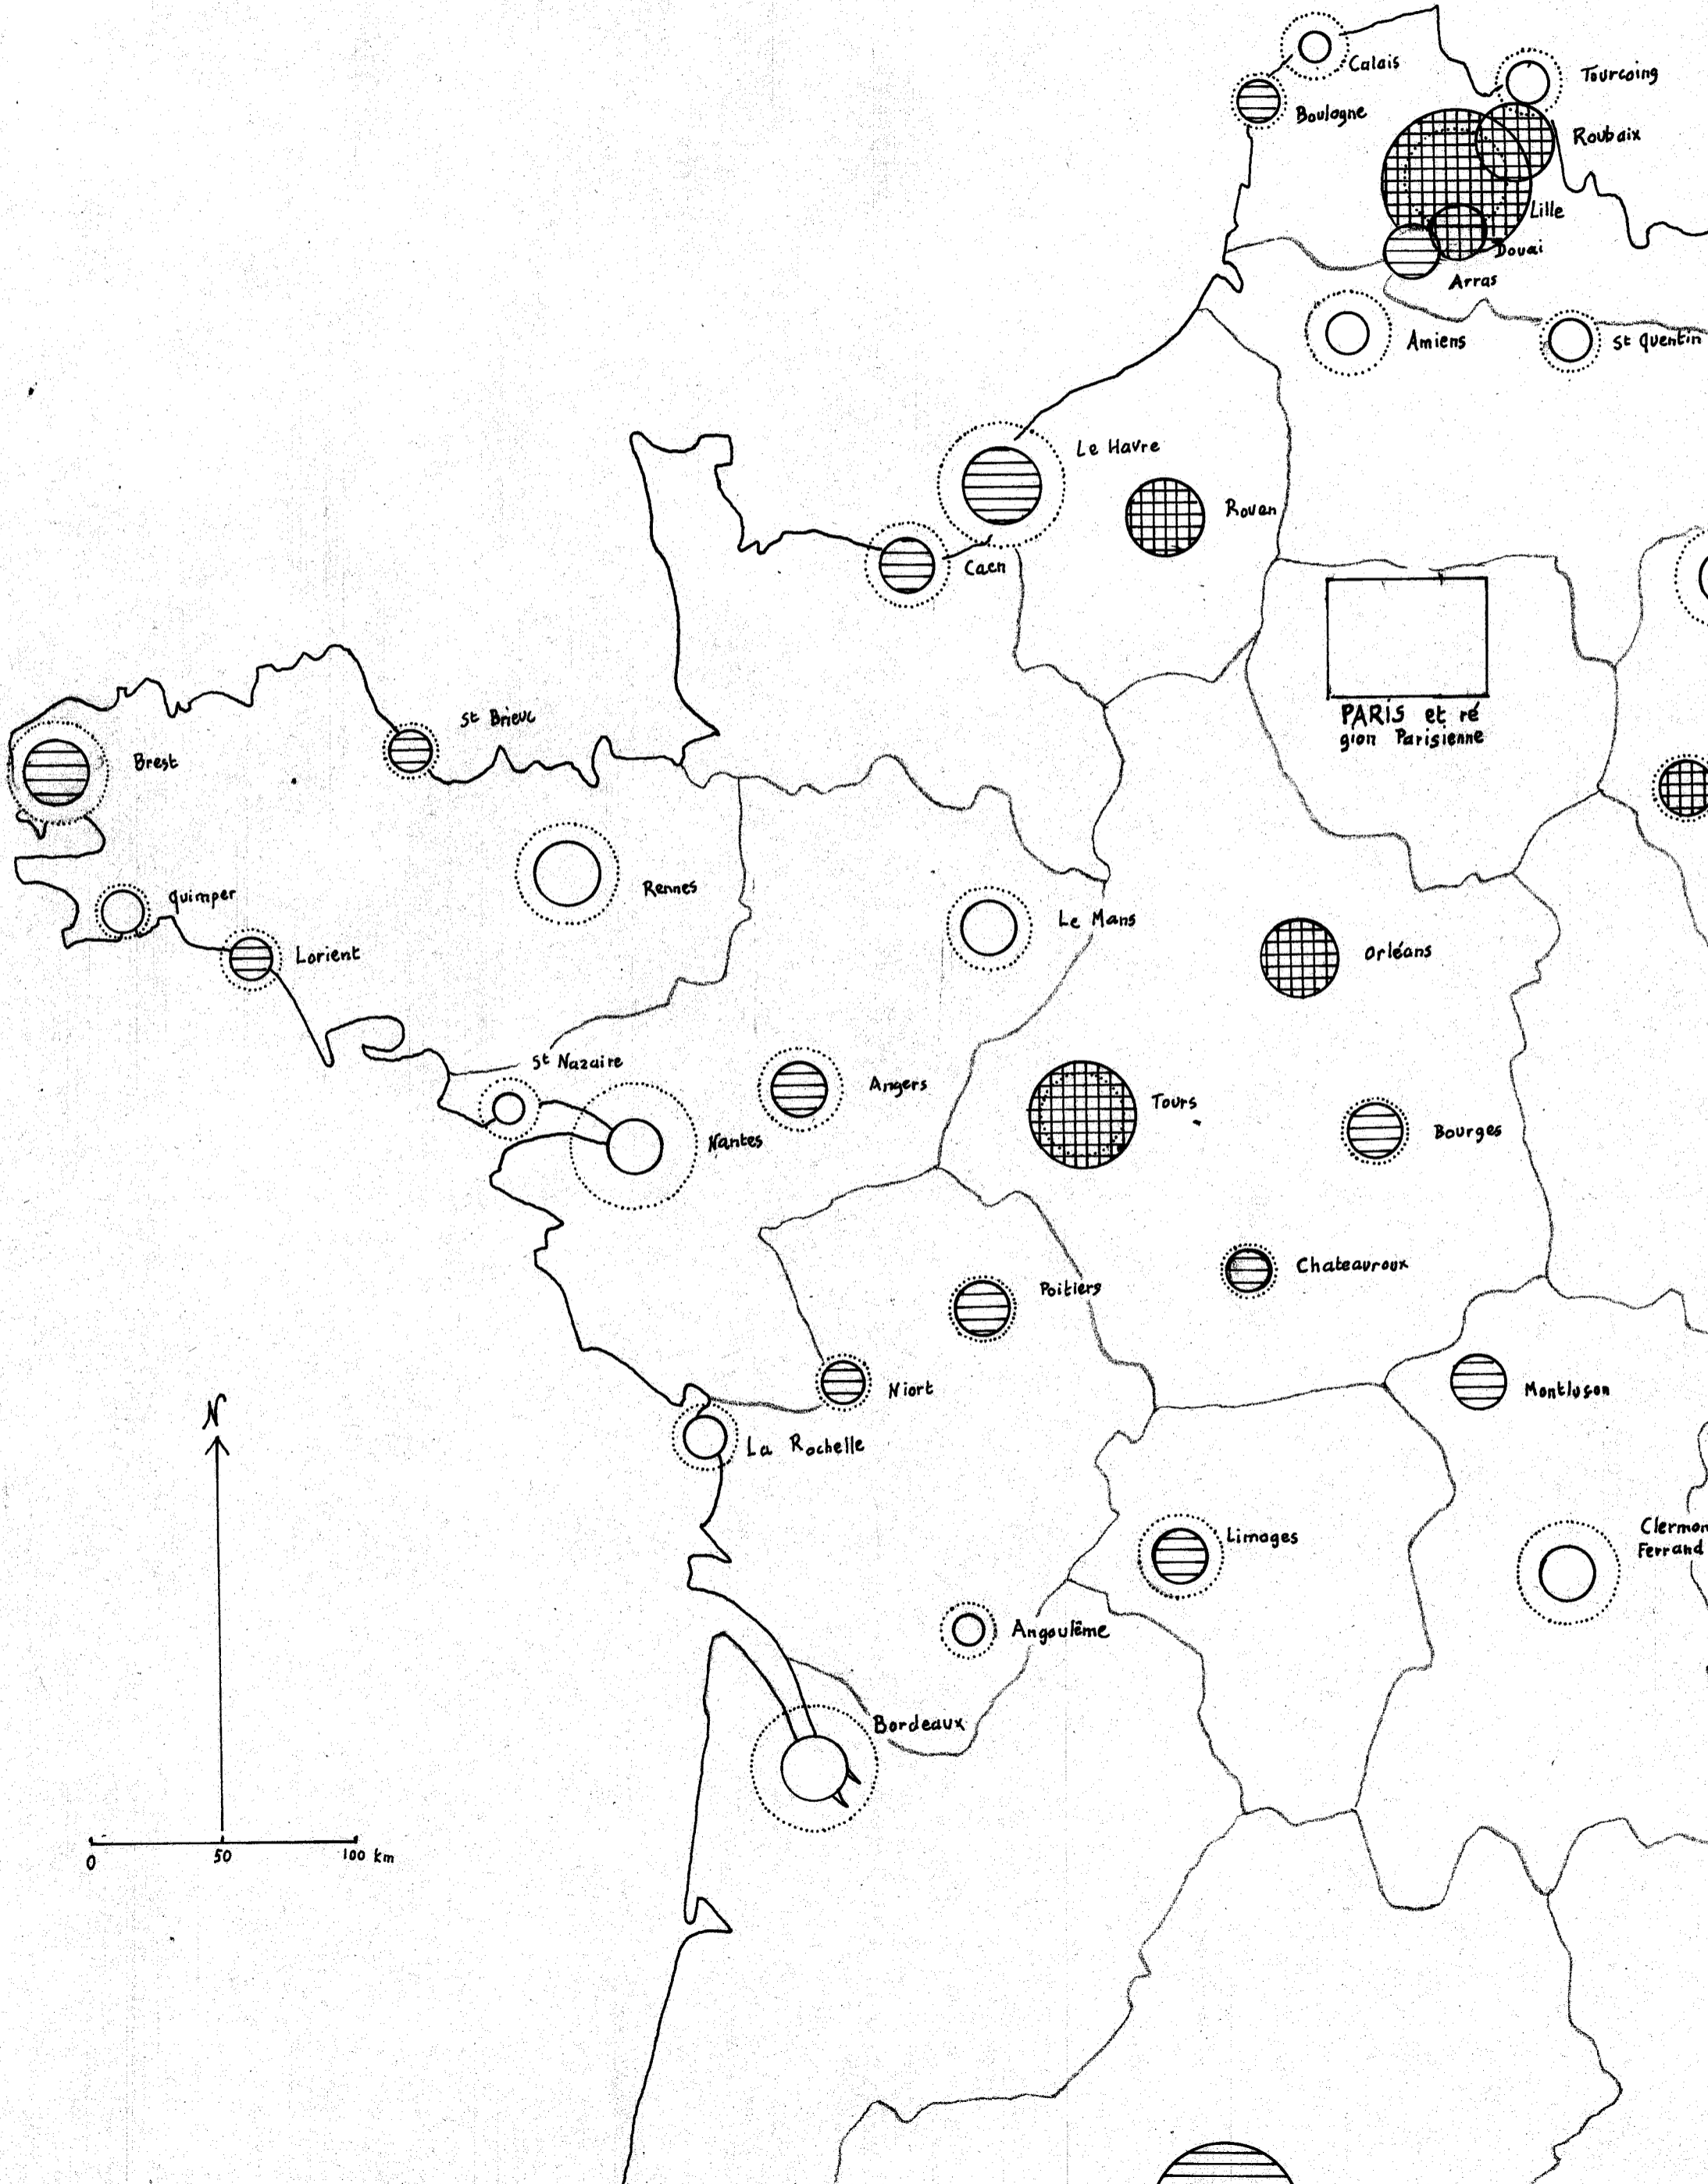 Calais
Tourcoing
Boulogne
Roubaix
Lille
Douai
Arras
Amiens
St Quentin
Le Havre
Rouen
Caen
PARIS et ré
gion Parisienne
St Brieuc
Brest
Rennes
Quimper
Le Mans
Lorient
Orléans
St Nazaire
Angers
Tours
Nantes
Bourges
Chateauroux
Poitiers
Niort
Montluson
N
La Rochelle
Limoges
Clermon
Ferrand
Angoulême
Bordeaux
0 50 100 km